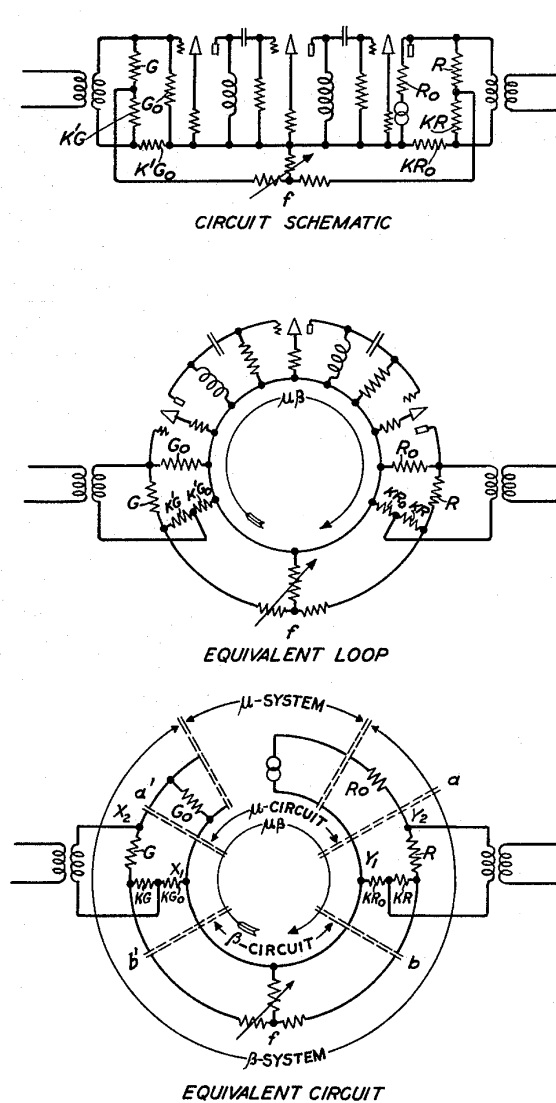 G
R
G₀
R₀
K'G
KR
K'G₀
KR₀
f
CIRCUIT SCHEMATIC
μβ
G₀
R₀
G
K'G
K'G₀
KR₀
KR
R
f
EQUIVALENT LOOP
μ-SYSTEM
a'
R₀
a
X₂
G₀
μ-CIRCUIT
Y₂
μβ
G
X₁
Y₁
R
KG
KG₀
KR₀
KR
b'
β-CIRCUIT
b
f
β-SYSTEM
EQUIVALENT CIRCUIT